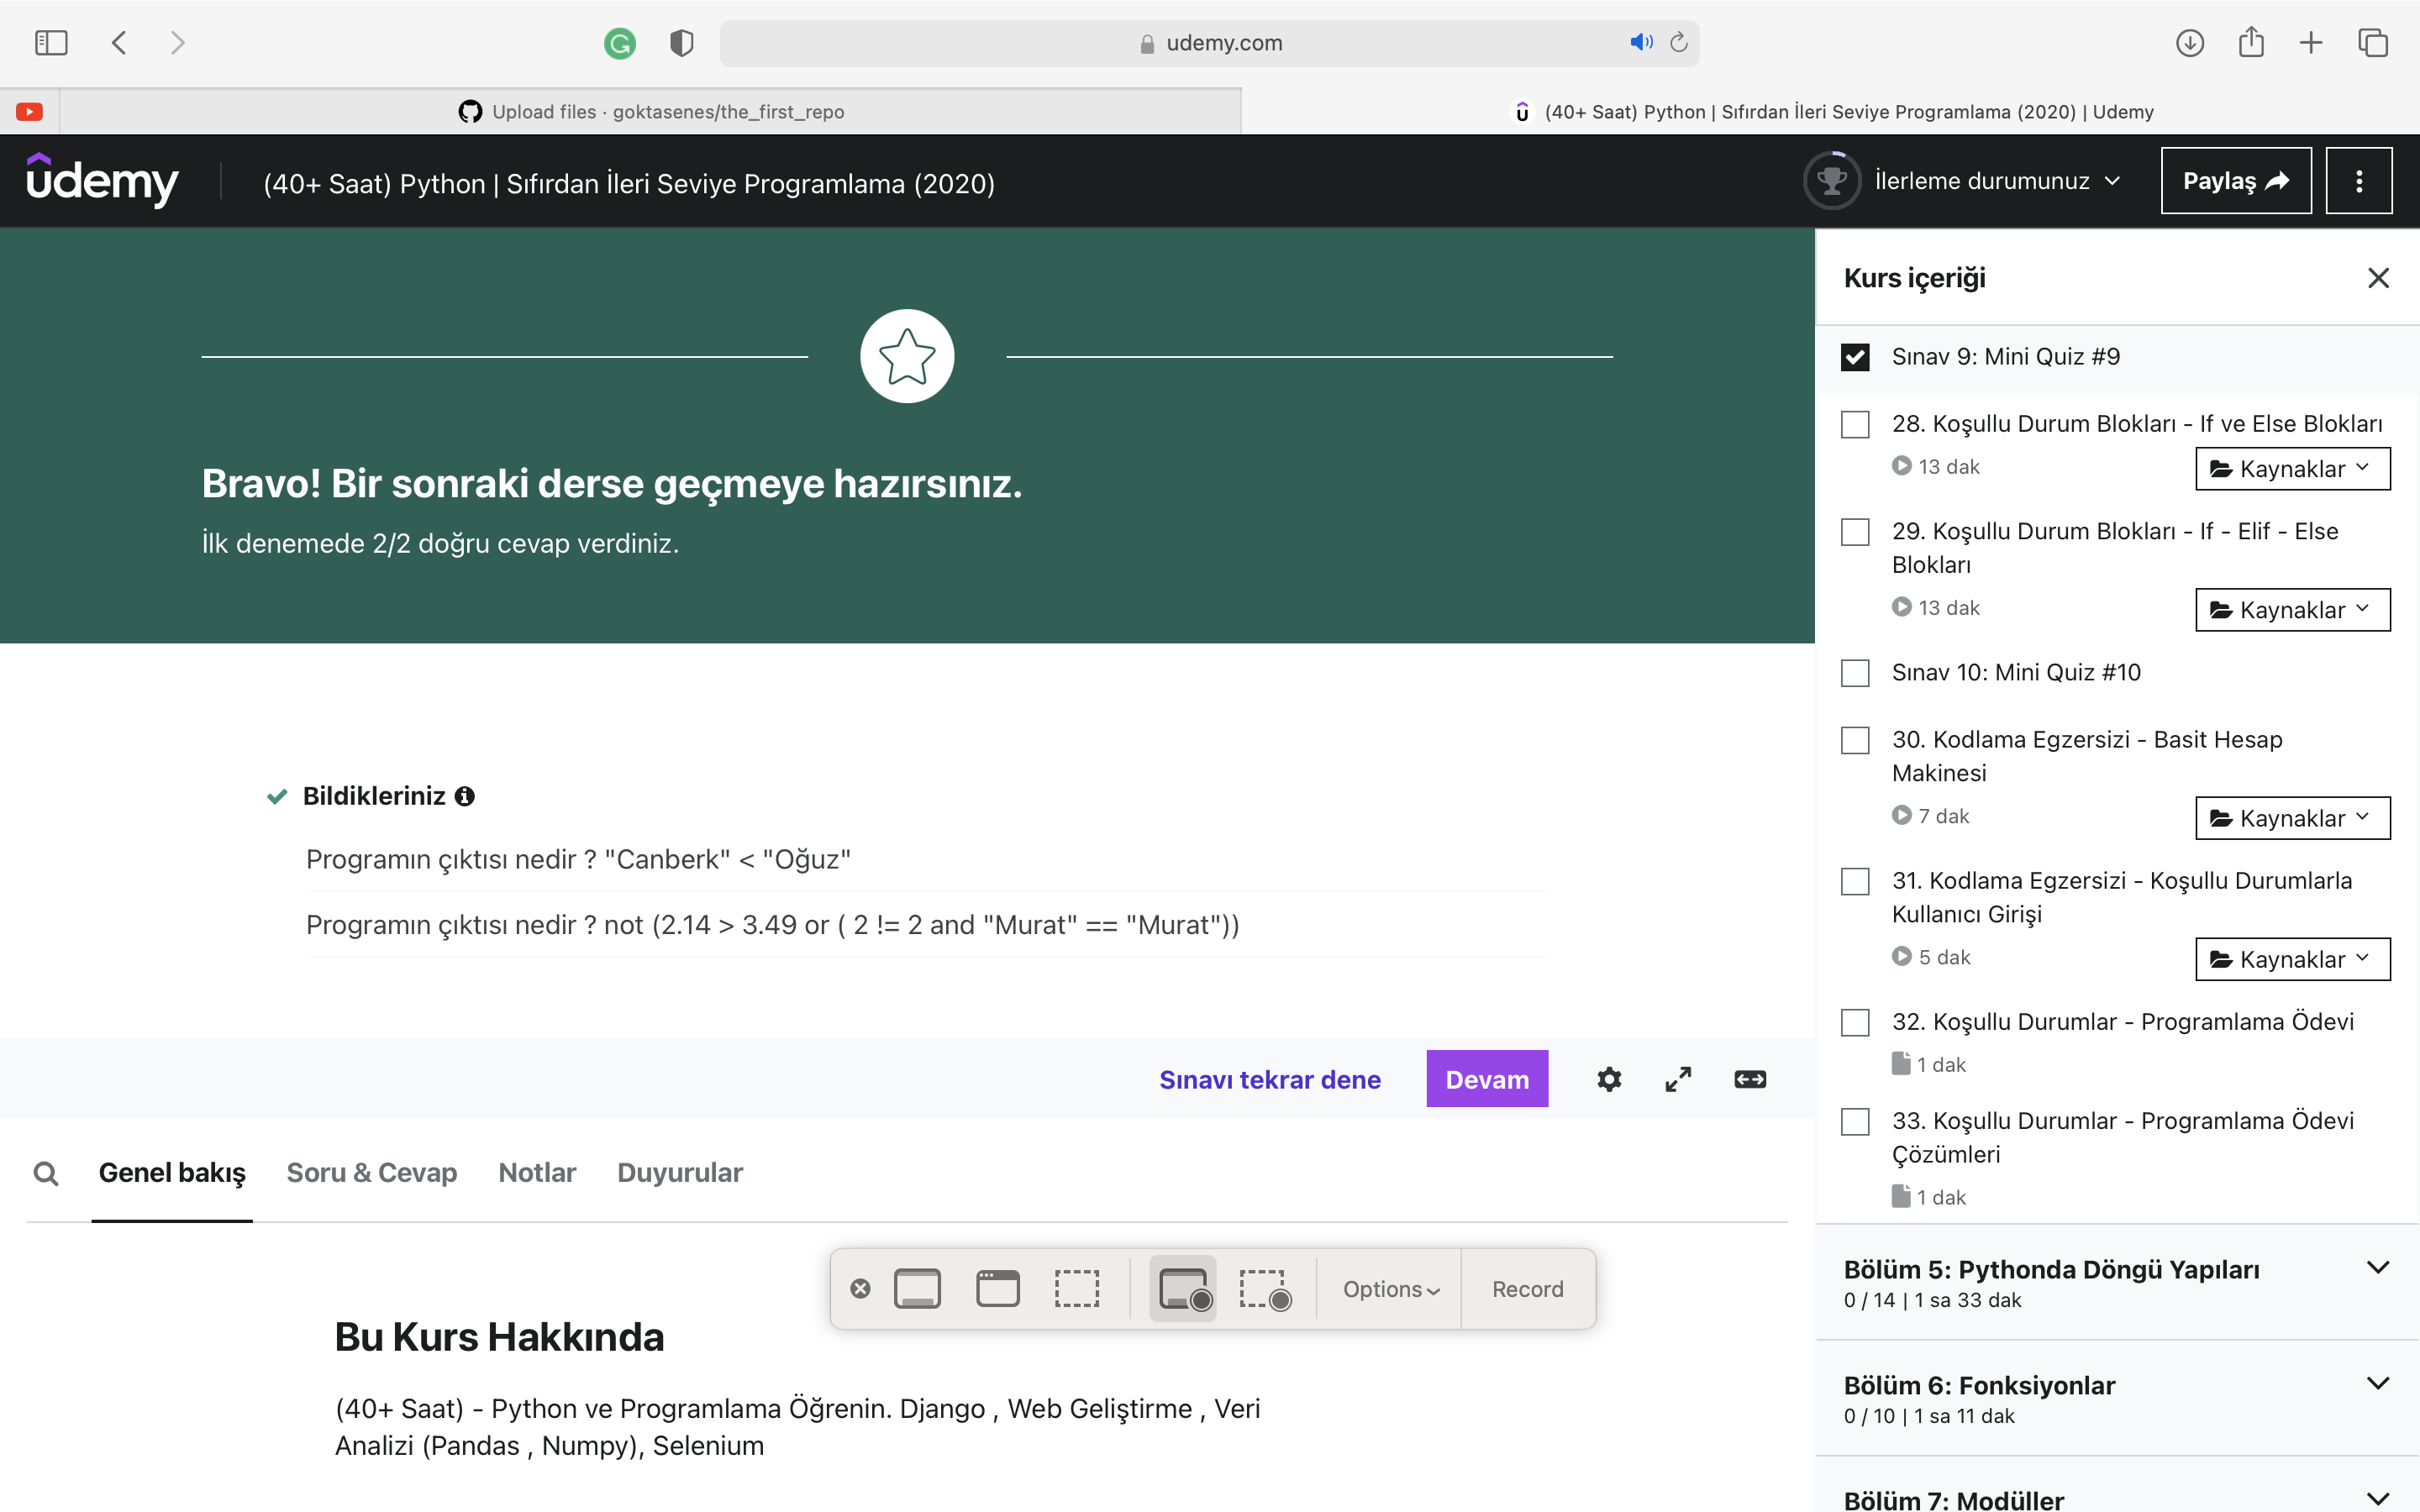 udemy.com
Upload files · goktasenes/the_first_repo
(40+ Saat) Python | Sıfırdan İleri Seviye Programlama (2020) | Udemy
udemy
(40+ Saat) Python | Sıfırdan İleri Seviye Programlama (2020)
İlerleme durumunuz
Paylaş
Bravo! Bir sonraki derse geçmeye hazırsınız.
İlk denemede 2/2 doğru cevap verdiniz.
Bildikleriniz
Programın çıktısı nedir ? "Canberk" < "Oğuz"
Programın çıktısı nedir ? not (2.14 > 3.49 or ( 2 != 2 and "Murat" == "Murat"))
Sınavı tekrar dene
Devam
Genel bakış
Soru & Cevap
Notlar
Duyurular
Options
Record
Bu Kurs Hakkında
(40+ Saat) - Python ve Programlama Öğrenin. Django , Web Geliştirme , Veri
Analizi (Pandas , Numpy), Selenium
Kurs içeriği
Sınav 9: Mini Quiz #9
28. Koşullu Durum Blokları - If ve Else Blokları
13 dak
Kaynaklar
29. Koşullu Durum Blokları - If - Elif - Else
Blokları
13 dak
Kaynaklar
Sınav 10: Mini Quiz #10
30. Kodlama Egzersizi - Basit Hesap
Makinesi
7 dak
Kaynaklar
31. Kodlama Egzersizi - Koşullu Durumlarla
Kullanıcı Girişi
5 dak
Kaynaklar
32. Koşullu Durumlar - Programlama Ödevi
1 dak
33. Koşullu Durumlar - Programlama Ödevi
Çözümleri
1 dak
Bölüm 5: Pythonda Döngü Yapıları
0 / 14 | 1 sa 33 dak
Bölüm 6: Fonksiyonlar
0 / 10 | 1 sa 11 dak
Bölüm 7: Modüller